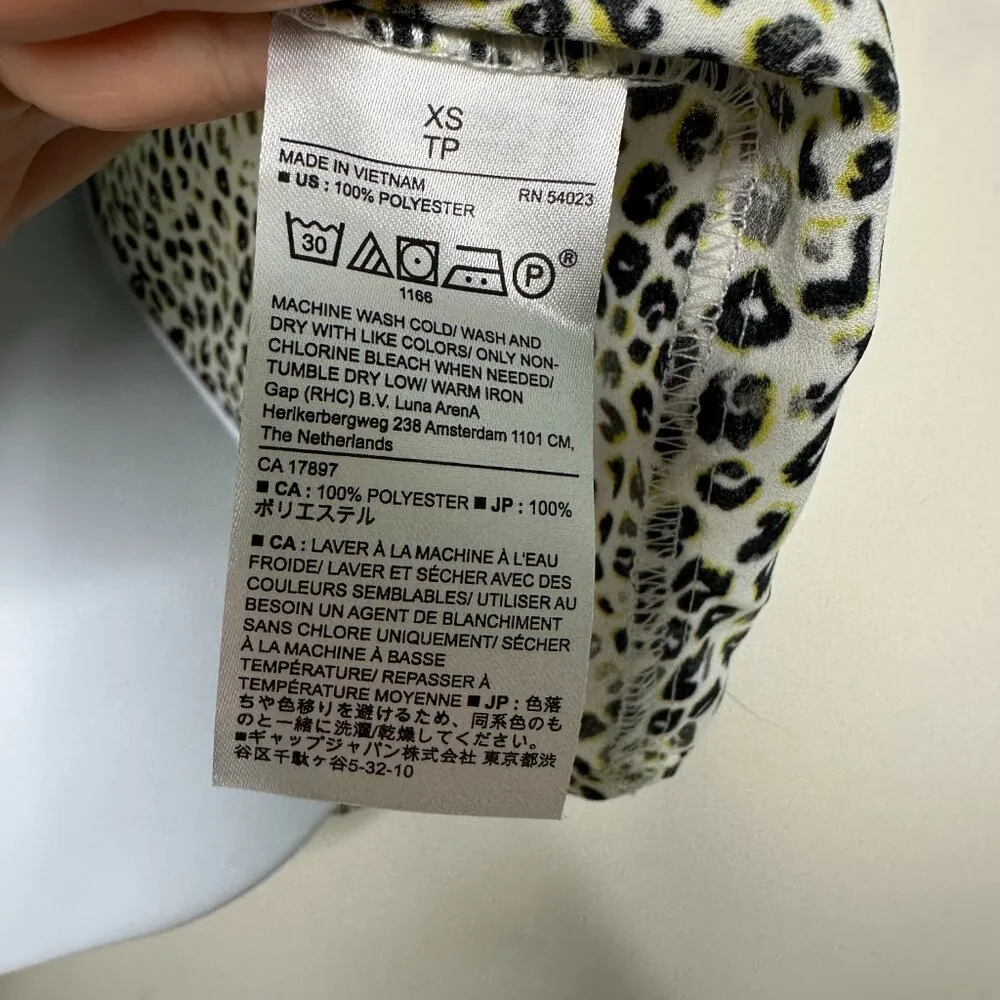 XS
TP
MADE IN VIETNAM
■ US : 100% POLYESTER RN 54023
30 P ®
1166
MACHINE WASH COLD/ WASH AND
DRY WITH LIKE COLORS/ ONLY NON-
CHLORINE BLEACH WHEN NEEDED/
TUMBLE DRY LOW/ WARM IRON
Gap (RHC) B.V. Luna ArenA
Herikerbergweg 238 Amsterdam 1101 CM,
The Netherlands
CA 17897
■ CA : 100% POLYESTER ■ JP : 100%
ポリエステル
■ CA : LAVER À LA MACHINE À L'EAU
FROIDE/ LAVER ET SÉCHER AVEC DES
COULEURS SEMBLABLES/ UTILISER AU
BESOIN UN AGENT DE BLANCHIMENT
SANS CHLORE UNIQUEMENT/ SÉCHER
À LA MACHINE À BASSE
TEMPÉRATURE/ REPASSER À
TEMPÉRATURE MOYENNE ■ JP : 色落
ちや色移りを避けるため、同系色のも
のと一緒に洗濯/乾燥してください。
■ギャップジャパン株式会社 東京都渋
谷区千駄ヶ谷5-32-10